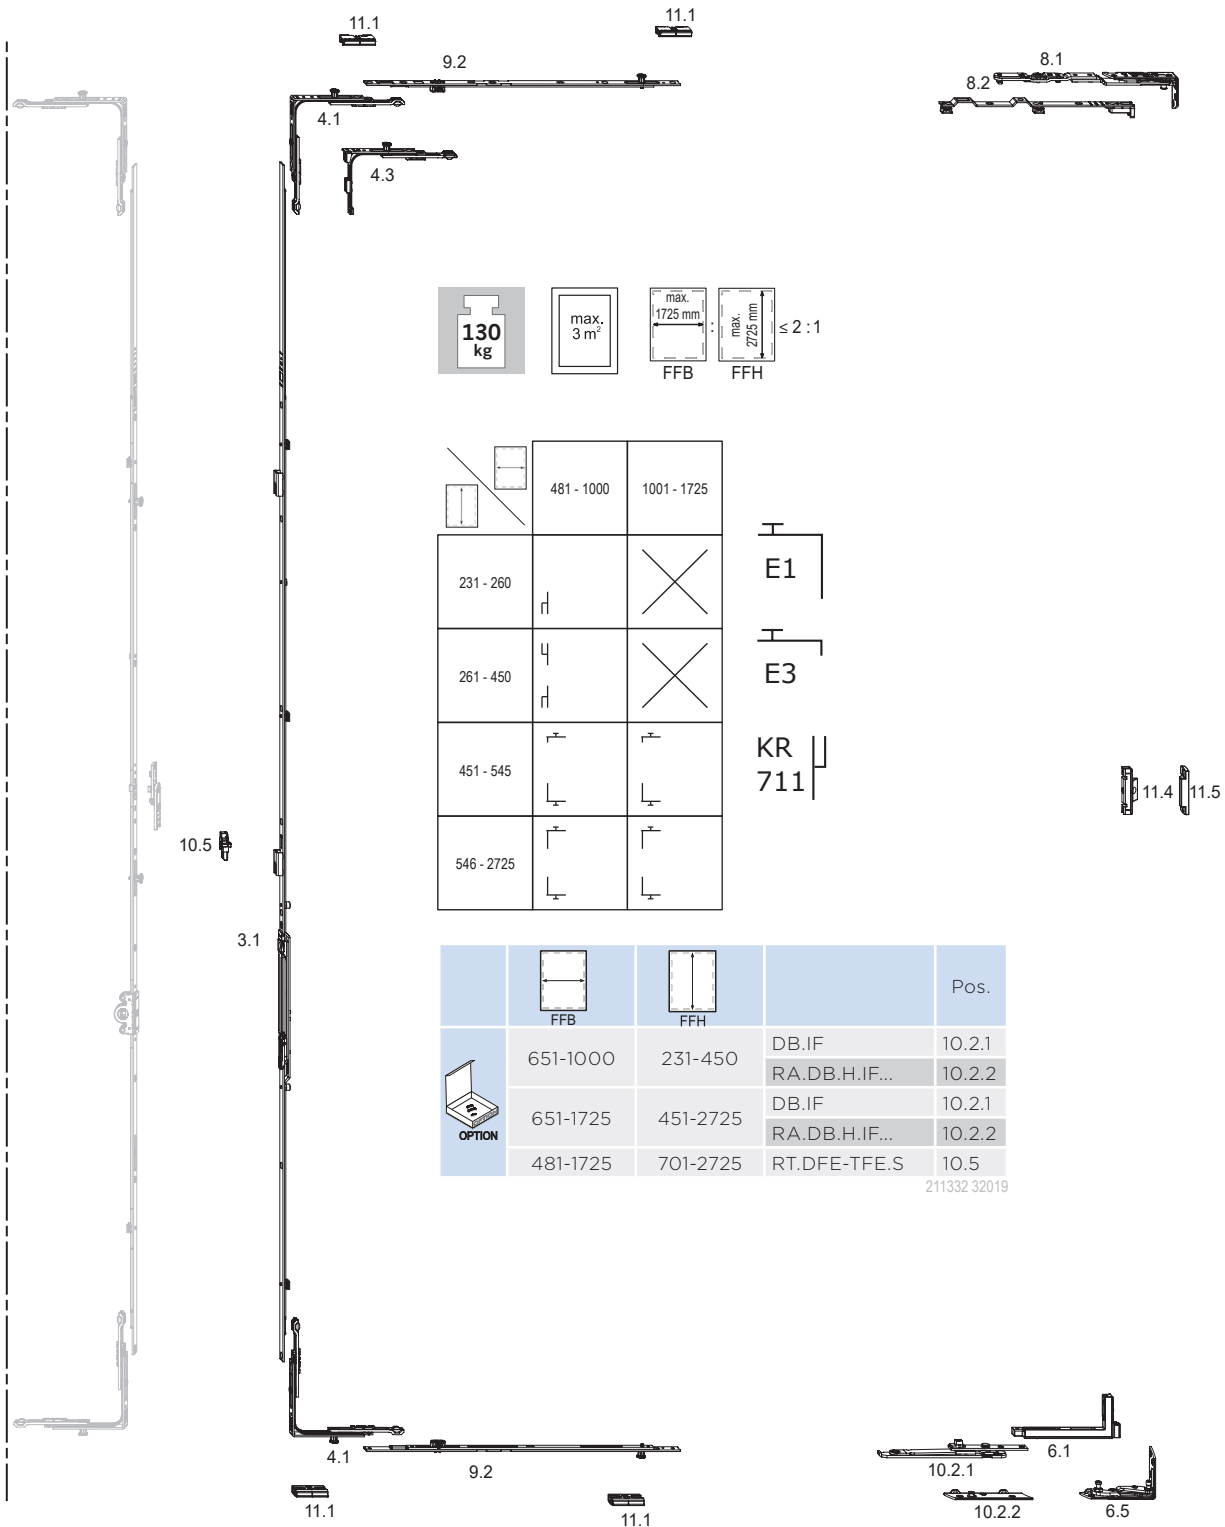 11.1
11.1
9.2
8.1
8.2
4.1
4.3
130 kg
max. 3 m²
max. 1725 mm
:
max. 2725 mm
≤ 2 : 1
FFB
FFH
481 - 1000
1001 - 1725
231 - 260
E1
261 - 450
E3
451 - 545
KR
711
11.4
11.5
10.5
546 - 2725
3.1
FFB
FFH
Pos.
651-1000
231-450
DB.IF
10.2.1
RA.DB.H.IF...
10.2.2
OPTION
651-1725
451-2725
DB.IF
10.2.1
RA.DB.H.IF...
10.2.2
481-1725
701-2725
RT.DFE-TFE.S
10.5
211332 32019
4.1
9.2
10.2.1
6.1
11.1
11.1
10.2.2
6.5